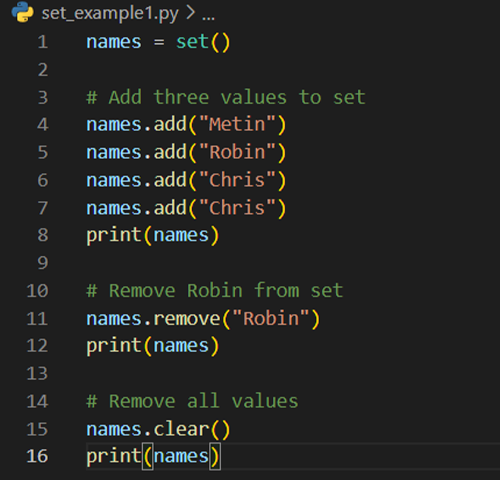 set_example1.py > ...
1 names = set()
2
3 # Add three values to set
4 names.add("Metin")
5 names.add("Robin")
6 names.add("Chris")
7 names.add("Chris")
8 print(names)
9
10 # Remove Robin from set
11 names.remove("Robin")
12 print(names)
13
14 # Remove all values
15 names.clear()
16 print(names)